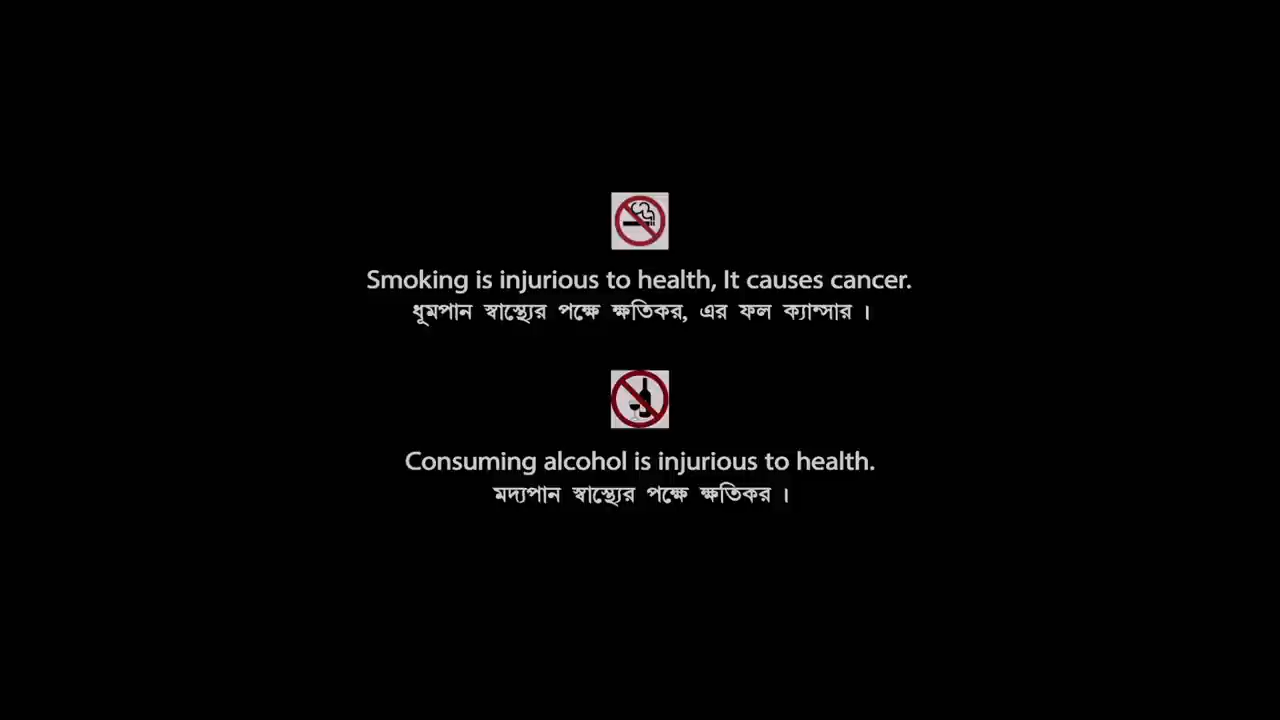 Smoking is injurious to health, It causes cancer.
ধূমপান স্বাস্থ্যের পক্ষে ক্ষতিকর, এর ফল ক্যান্সার ।
Consuming alcohol is injurious to health.
মদ্যপান স্বাস্থ্যের পক্ষে ক্ষতিকর ।